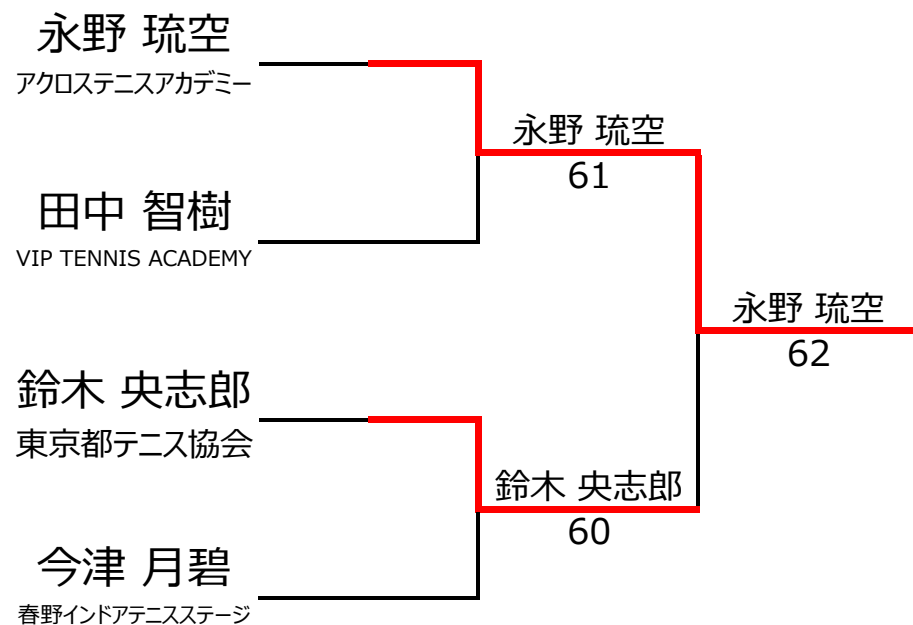 永野 琉空
アクロステニスアカデミー
永野 琉空
61
田中 智樹
VIP TENNIS ACADEMY
永野 琉空
62
鈴木 央志郎
東京都テニス協会
鈴木 央志郎
60
今津 月碧
春野インドアテニスステージ